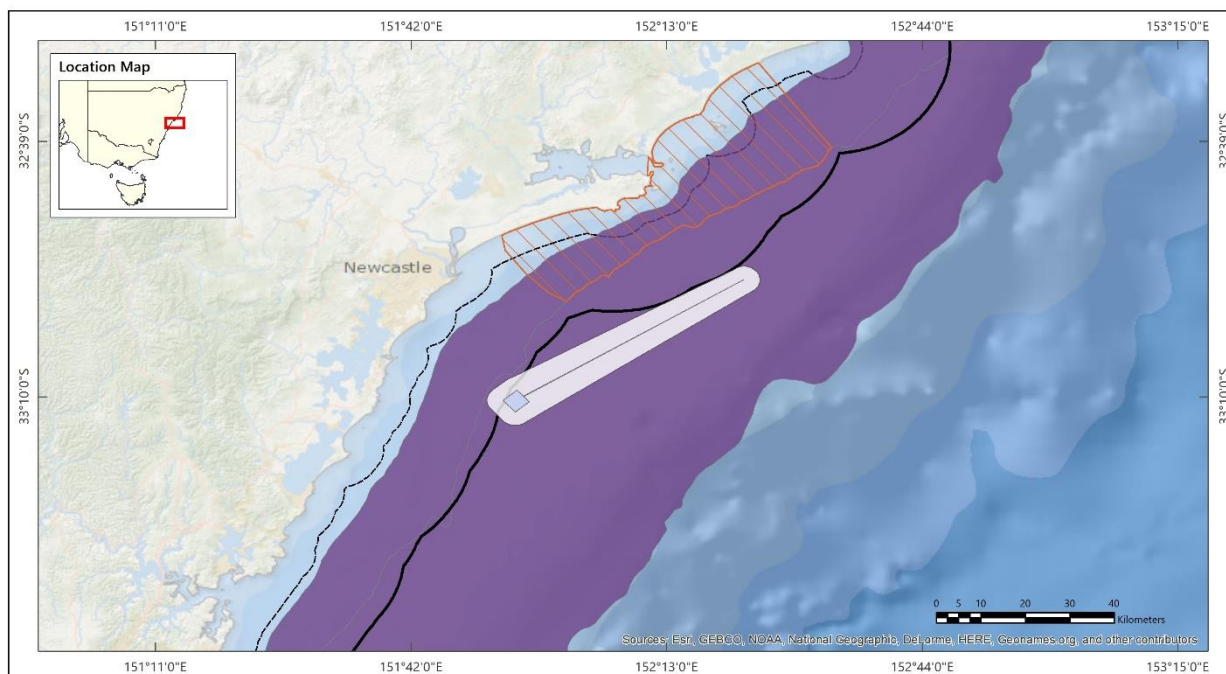 151°11'0"E 151°42'0"E 152°13'0"E 152°44'0"E 153°15'0"E
Location Map
32°39'0"S 32°39'0"S
Newcastle
33°10'0"S 33°10'0"S
0 5 10 20 30 40
Kilometers
Sources: Esri, GEBCO, NOAA, National Geographic, DeLorme, HERE, Geonames.org, and other contributors
151°11'0"E 151°42'0"E 152°13'0"E 152°44'0"E 153°15'0"E